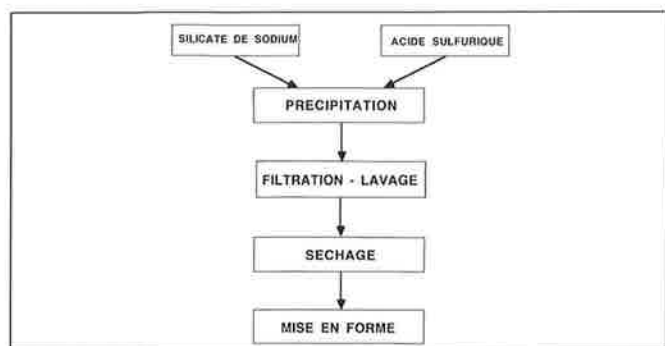 SILICATE DE SODIUM
ACIDE SULFURIQUE
PRECIPITATION
FILTRATION - LAVAGE
SECHAGE
MISE EN FORME